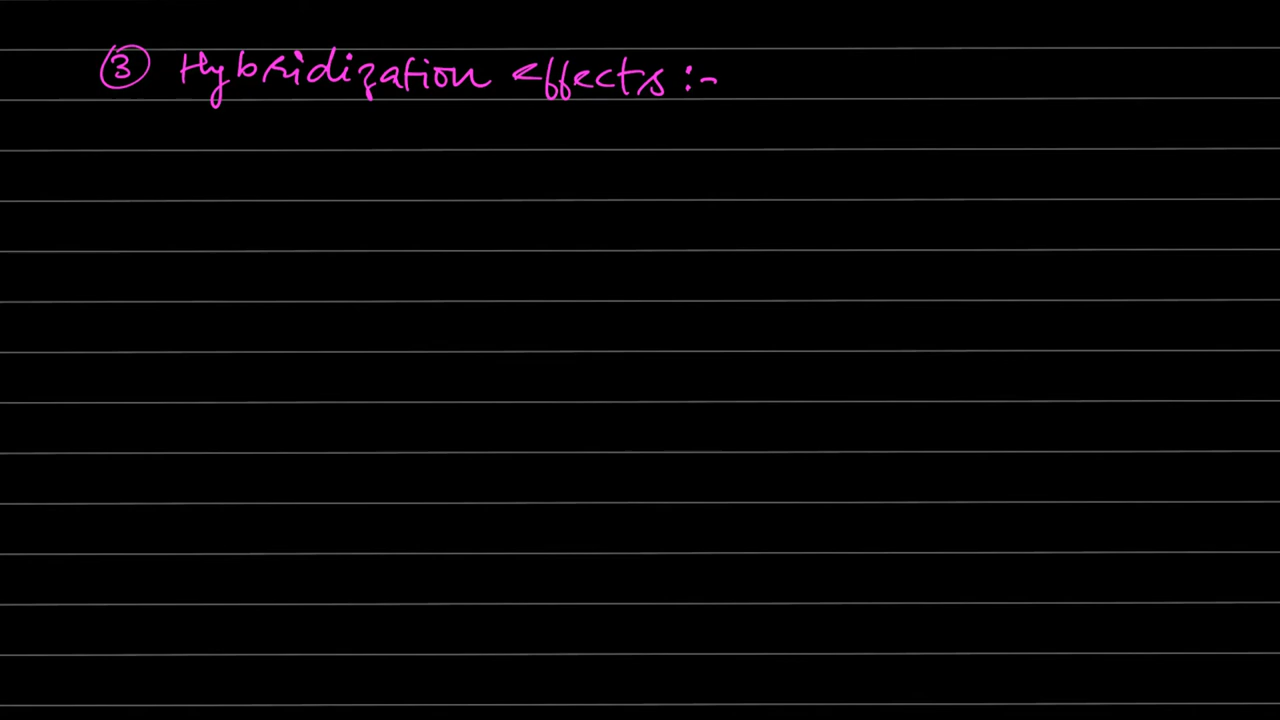 ③ Hybridization effects :-